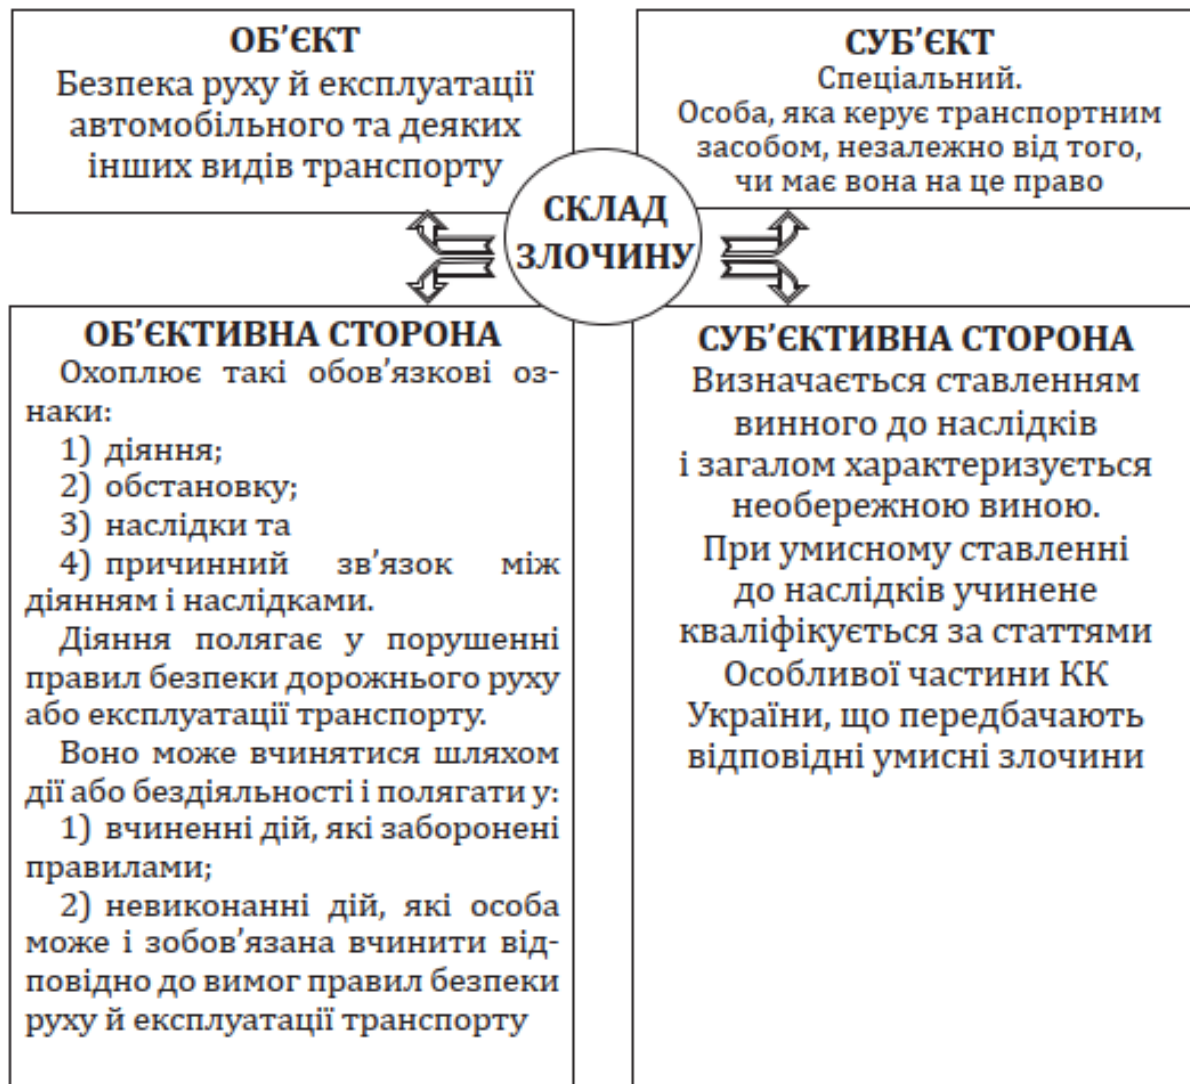 ОБ’ЄКТ
Безпека руху й експлуатації
автомобільного та деяких
інших видів транспорту
СУБ’ЄКТ
Спеціальний.
Особа, яка керує транспортним
засобом, незалежно від того,
чи має вона на це право
СКЛАД
ЗЛОЧИНУ
ОБ’ЄКТИВНА СТОРОНА
Охоплює такі обов’язкові оз-
наки:
1) діяння;
2) обстановку;
3) наслідки та
4) причинний зв’язок між
діянням і наслідками.
Діяння полягає у порушенні
правил безпеки дорожнього руху
або експлуатації транспорту.
Воно може вчинятися шляхом
дії або бездіяльності і полягати у:
1) вчиненні дій, які заборонені
правилами;
2) невиконанні дій, які особа
може і зобов’язана вчинити від-
повідно до вимог правил безпеки
руху й експлуатації транспорту
СУБ’ЄКТИВНА СТОРОНА
Визначається ставленням
винного до наслідків
і загалом характеризується
необережною виною.
При умисному ставленні
до наслідків учинене
кваліфікується за статтями
Особливої частини КК
України, що передбачають
відповідні умисні злочини